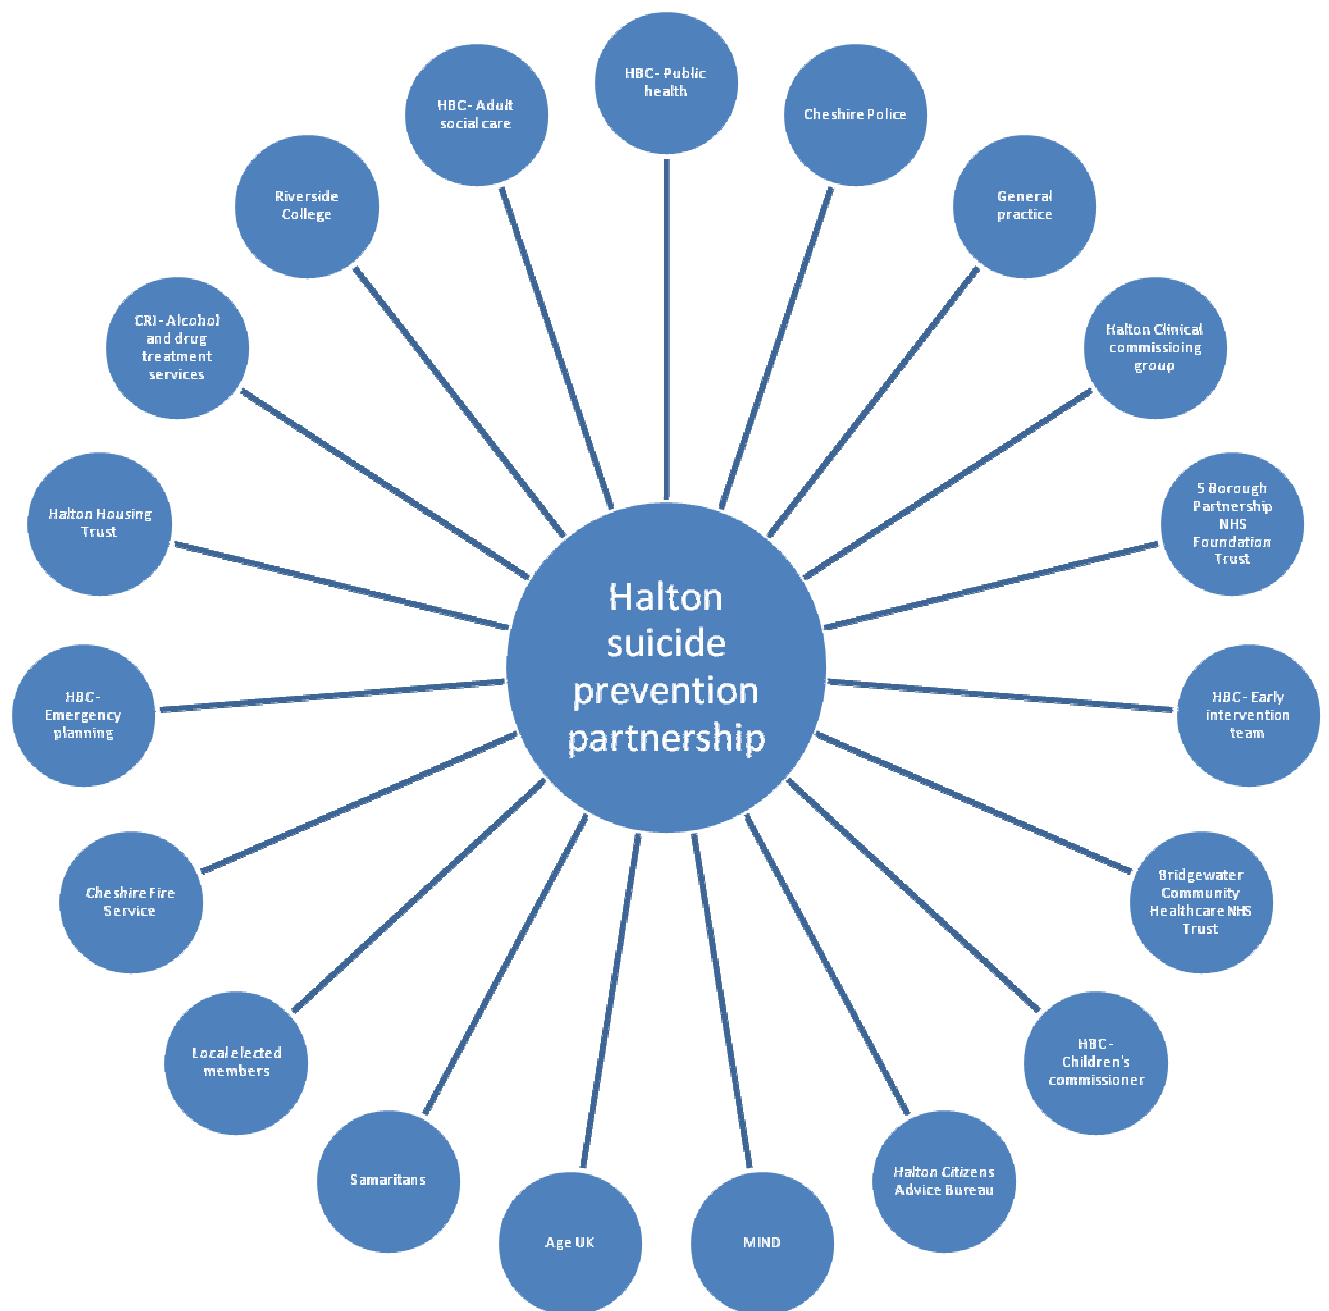 HBC- Public
health
Cheshire Police
General
practice
Halton Clinical
commissioing
group
5 Borough
Partnership
NHS
Foundation
Trust
HBC- Early
intervention
team
Bridgewater
Community
Healthcare NHS
Trust
HBC-
Children's
commissioner
Halton Citizens
Advice Bureau
MIND
Age UK
Samaritans
Local elected
members
Cheshire Fire
Service
HBC-
Emergency
planning
Halton Housing
Trust
CRI- Alcohol
and drug
treatment
services
Riverside
College
HBC- Adult
social care
Halton
suicide
prevention
partnership